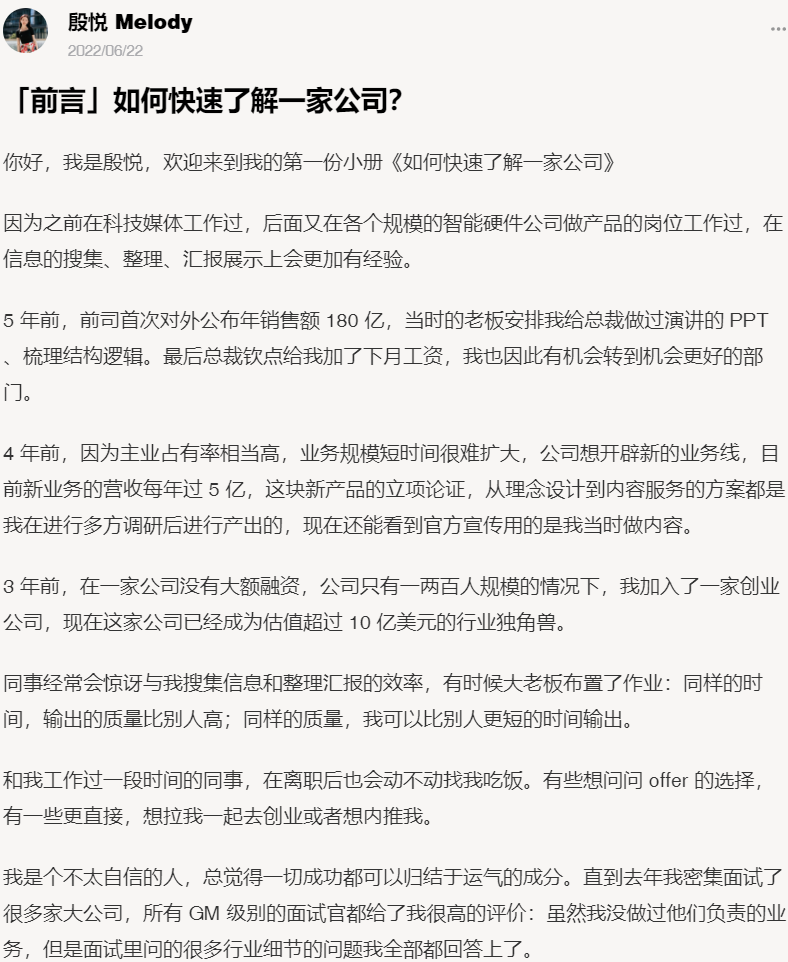 殷悦 Melody
2022/06/22
「前言」如何快速了解一家公司？
你好，我是殷悦，欢迎来到我的第一份小册《如何快速了解一家公司》
因为之前在科技媒体工作过，后面又在各个规模的智能硬件公司做产品的岗位工作过，在
信息的搜集、整理、汇报展示上会更加有经验。
5 年前，前司首次对外公布年销售额 180 亿，当时的老板安排我给总裁做过演讲的 PPT
、梳理结构逻辑。最后总裁钦点给我加了下月工资，我也因此有机会转到机会更好的部
门。
4 年前，因为主业占有率相当高，业务规模短时间很难扩大，公司想开辟新的业务线，目
前新业务的营收每年过 5 亿，这块新产品的立项论证，从理念设计到内容服务的方案都是
我在进行多方调研后进行产出的，现在还能看到官方宣传用的是我当时做内容。
3 年前，在一家公司没有大额融资，公司只有一两百人规模的情况下，我加入了一家创业
公司，现在这家公司已经成为估值超过 10 亿美元的行业独角兽。
同事经常会惊讶与我搜集信息和整理汇报的效率，有时候大老板布置了作业：同样的时
间，输出的质量比别人高；同样的质量，我可以比别人更短的时间输出。
和我工作过一段时间的同事，在离职后也会动不动找我吃饭。有些想问问 offer 的选择，
有一些更直接，想拉我一起去创业或者想内推我。
我是个不太自信的人，总觉得一切成功都可以归结于运气的成分。直到去年我密集面试了
很多家大公司，所有 GM 级别的面试官都给了我很高的评价：虽然我没做过他们负责的业
务，但是面试里问的很多行业细节的问题我全部都回答上了。